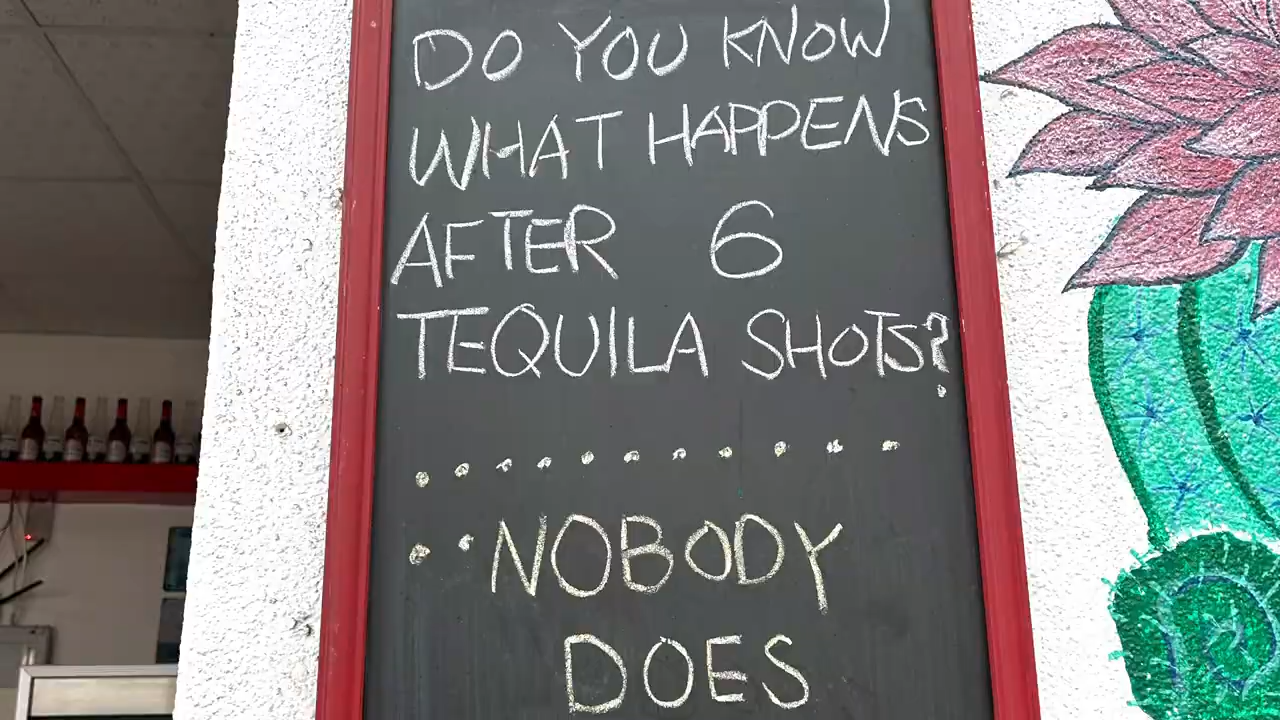 DO YOU KNOW
WHAT HAPPENS
AFTER 6
TEQUILA SHOTS?
...........
..NOBODY
DOES